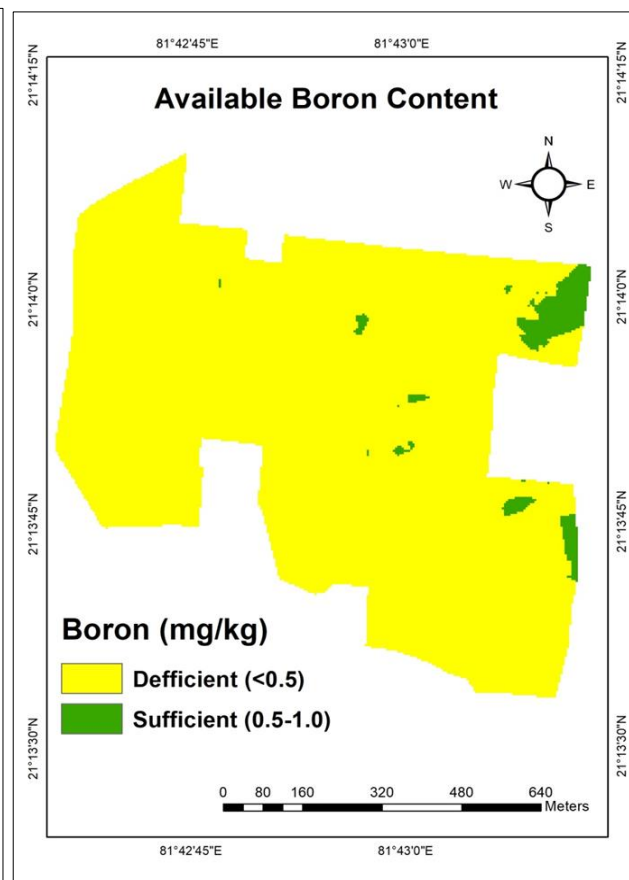 81°42'45"E 81°43'0"E
21°14'15"N 21°14'15"N
Available Boron Content
N
W E
S
21°14'0"N 21°14'0"N
21°13'45"N 21°13'45"N
Boron (mg/kg)
Defficient (<0.5)
Sufficient (0.5-1.0)
21°13'30"N 21°13'30"N
0 80 160 320 480 640
Meters
81°42'45"E 81°43'0"E